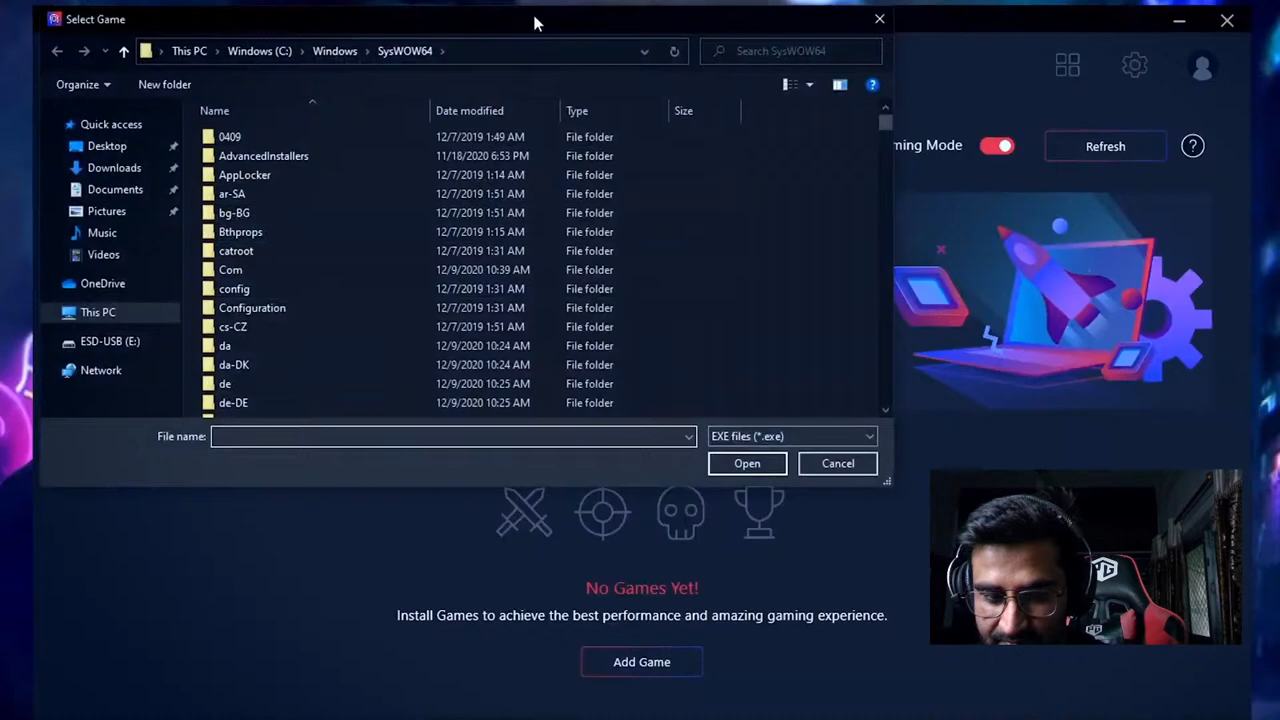 Select Game
This PC > Windows (C:) > Windows > SysWOW64 >
Search SysWOW64
Organize
New folder
Name
Date modified
Type
Size
Quick access
Desktop
Downloads
Documents
Pictures
Music
Videos
OneDrive
This PC
ESD-USB (E:)
Network
0409 12/7/2019 1:49 AM File folder
AdvancedInstallers 11/18/2020 6:53 PM File folder
AppLocker 12/7/2019 1:14 AM File folder
ar-SA 12/7/2019 1:51 AM File folder
bg-BG 12/7/2019 1:51 AM File folder
Bthprops 12/7/2019 1:15 AM File folder
catroot 12/7/2019 1:31 AM File folder
Com 12/9/2020 10:39 AM File folder
config 12/7/2019 1:31 AM File folder
Configuration 12/7/2019 1:31 AM File folder
cs-CZ 12/7/2019 1:51 AM File folder
da 12/9/2020 10:24 AM File folder
da-DK 12/9/2020 10:24 AM File folder
de 12/9/2020 10:25 AM File folder
de-DE 12/9/2020 10:25 AM File folder
File name:
EXE files (*.exe)
Open
Cancel
ming Mode
Refresh
?
No Games Yet!
Install Games to achieve the best performance and amazing gaming experience.
Add Game